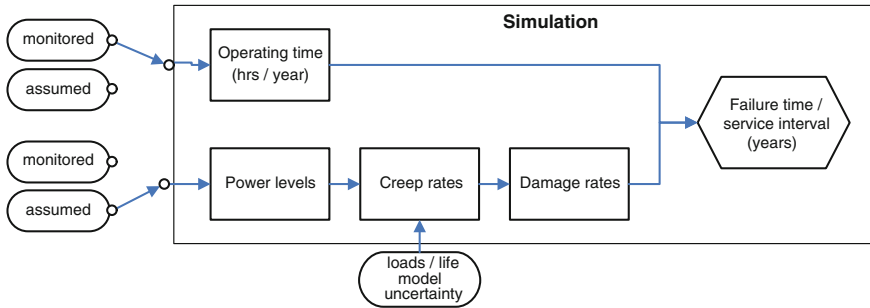 Simulation
monitored
assumed
Operating time
(hrs / year)
Failure time /
service interval
(years)
monitored
assumed
Power levels
Creep rates
Damage rates
loads / life
model
uncertainty